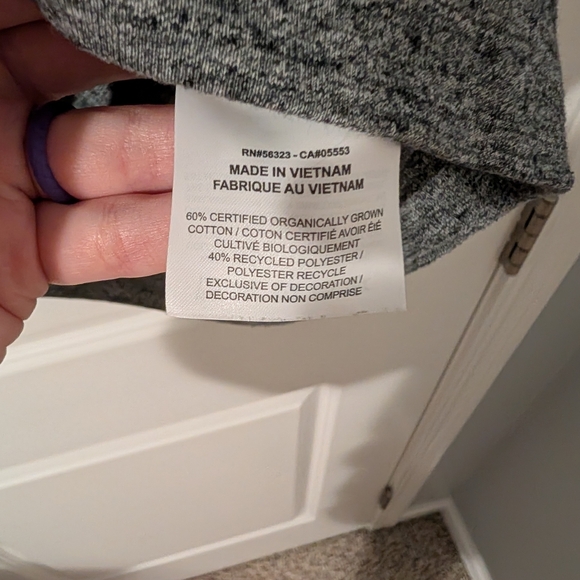 RN#56323 - CA#05553
MADE IN VIETNAM
FABRIQUE AU VIETNAM
60% CERTIFIED ORGANICALLY GROWN
COTTON / COTON CERTIFIÉ AVOIR ÉIÉ
CULTIVÉ BIOLOGIQUEMENT
40% RECYCLED POLYESTER /
POLYESTER RECYCLE
EXCLUSIVE OF DECORATION /
DECORATION NON COMPRISE